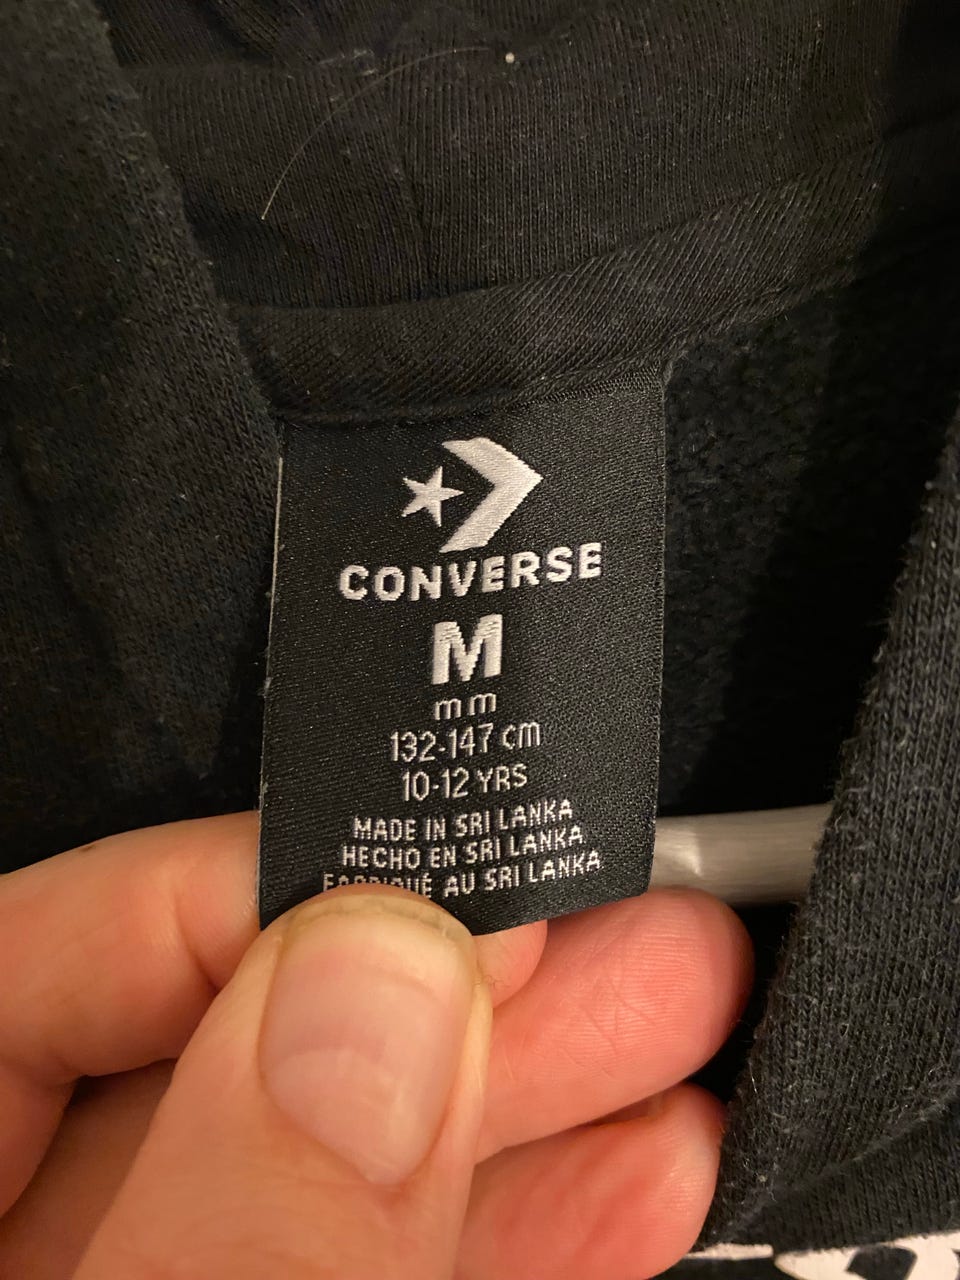 CONVERSE
M
mm
132-147 cm
10-12 YRS
MADE IN SRI LANKA
HECHO EN SRI LANKA
FABRIQUÉ AU SRI LANKA